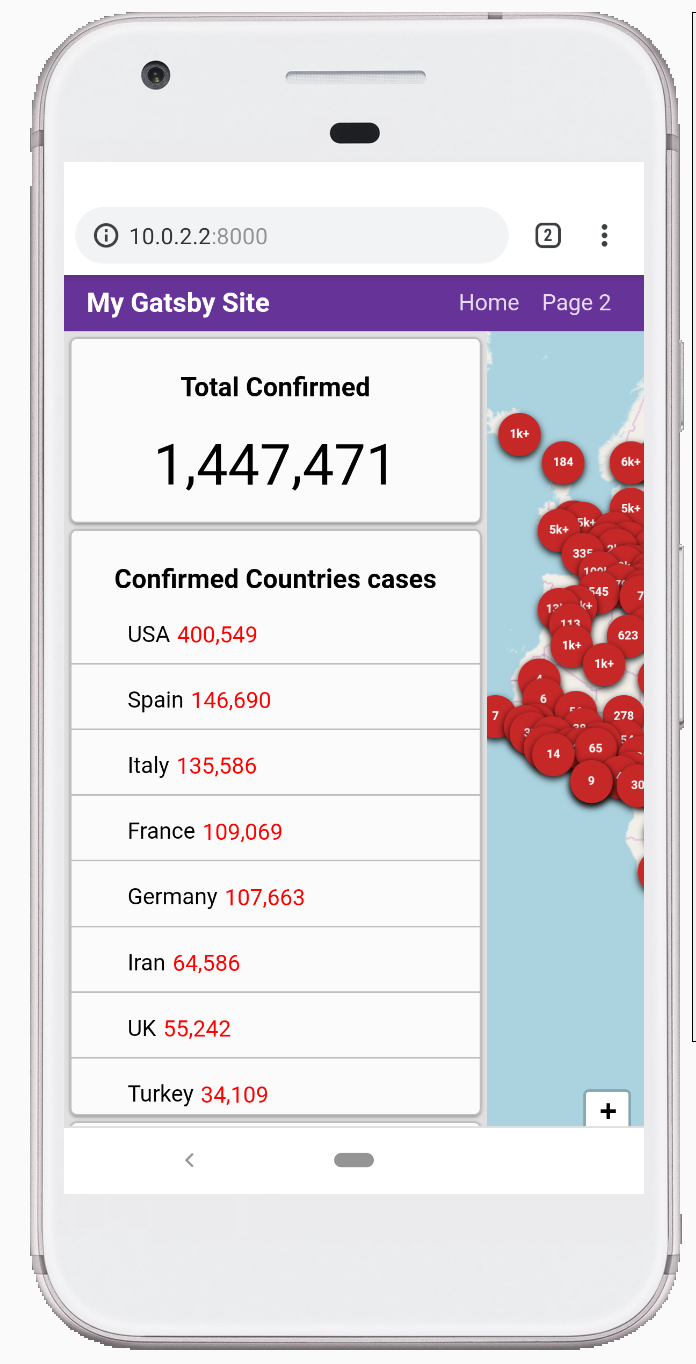 10.0.2.2:8000
2
My Gatsby Site
Home
Page 2
Total Confirmed
1,447,471
Confirmed Countries cases
USA 400,549
Spain 146,690
Italy 135,586
France 109,069
Germany 107,663
Iran 64,586
UK 55,242
Turkey 34,109
1k+
184
6k+
5k+
5k+
5k+
335
545
113
1k+
623
1k+
6
7
278
65
14
9
30
+